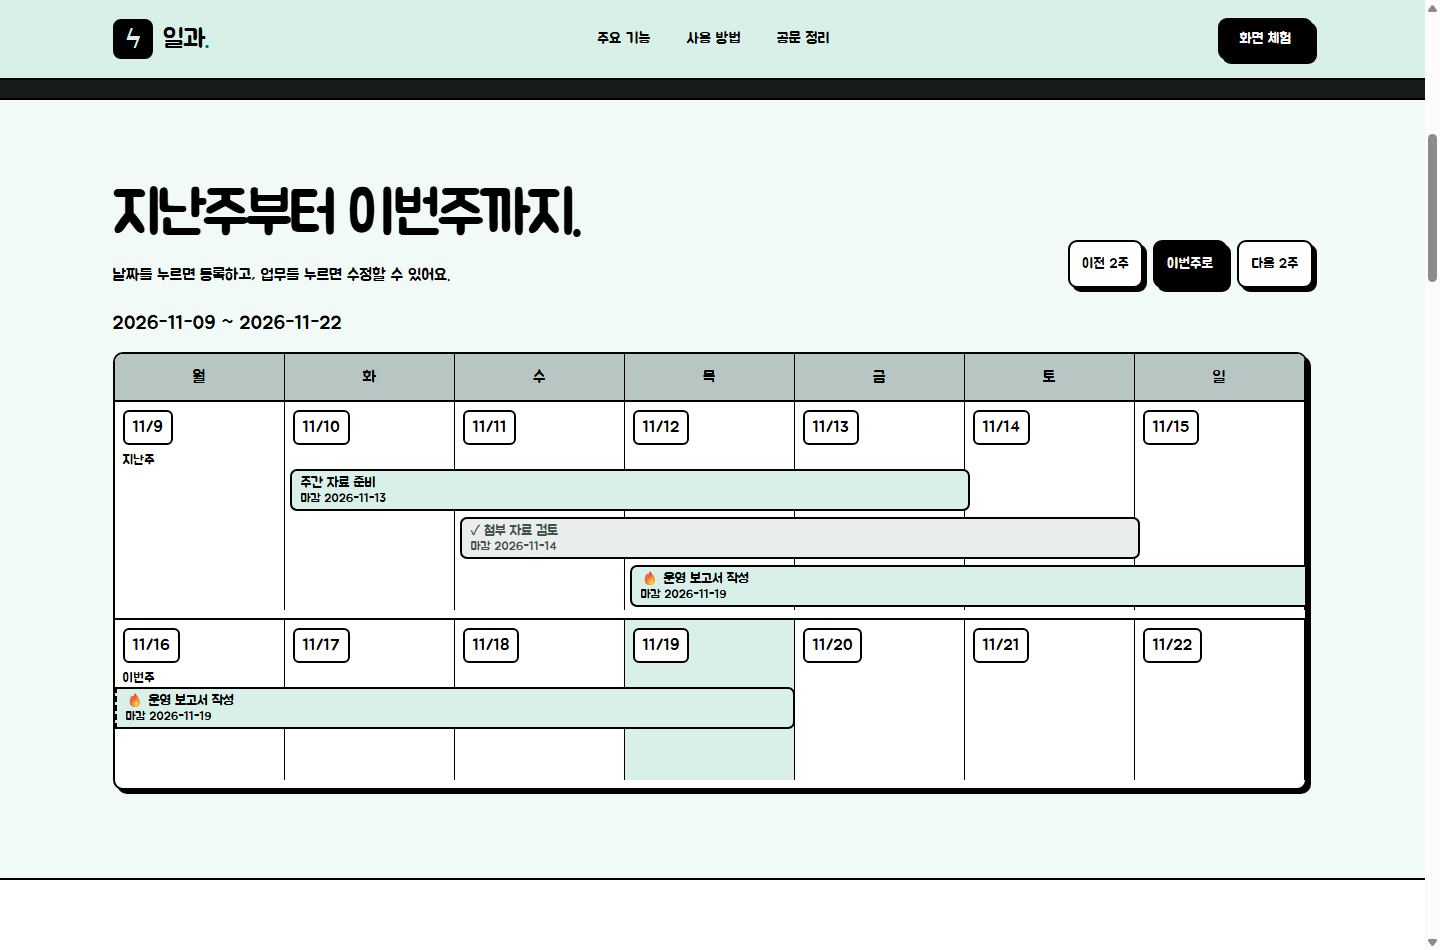 일과.
주요 기능
사용 방법
공문 정리
화면 체험
지난주부터 이번주까지.
날짜를 누르면 등록하고, 업무를 누르면 수정할 수 있어요.
이전 2주
이번주로
다음 2주
2026-11-09 ~ 2026-11-22
월 화 수 목 금 토 일
11/9 11/10 11/11 11/12 11/13 11/14 11/15
지난주
주간 자료 준비
마감 2026-11-13
✓ 첨부 자료 검토
마감 2026-11-14
🔥 운영 보고서 작성
마감 2026-11-19
11/16 11/17 11/18 11/19 11/20 11/21 11/22
이번주
🔥 운영 보고서 작성
마감 2026-11-19